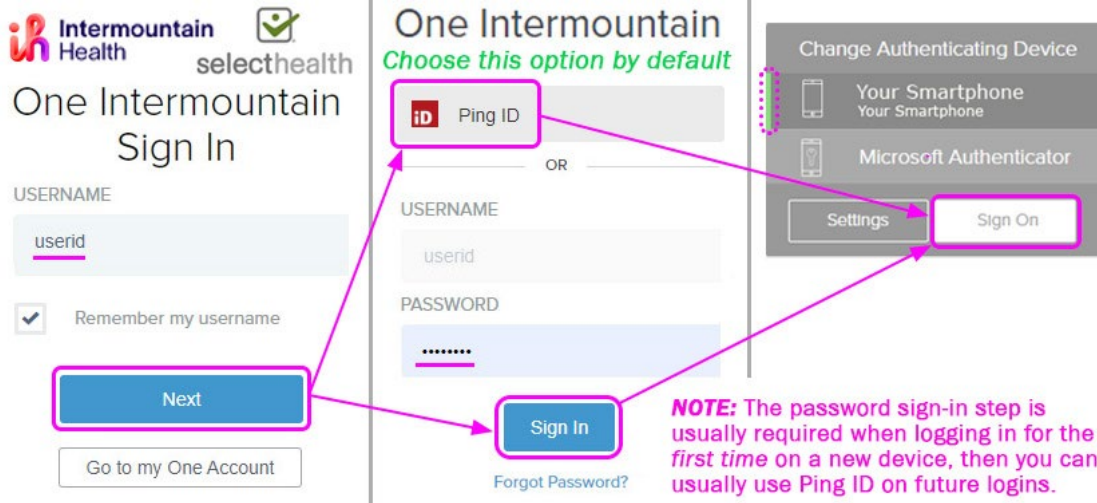 Intermountain
Health
selecthealth
One Intermountain
Sign In
USERNAME
userid
Remember my username
Next
Go to my One Account
One Intermountain
Choose this option by default
iD Ping ID
OR
USERNAME
userid
PASSWORD
••••••••
Sign In
Forgot Password?
Change Authenticating Device
Your Smartphone
Your Smartphone
Microsoft Authenticator
Settings
Sign On
NOTE: The password sign-in step is
usually required when logging in for the
first time on a new device, then you can
usually use Ping ID on future logins.